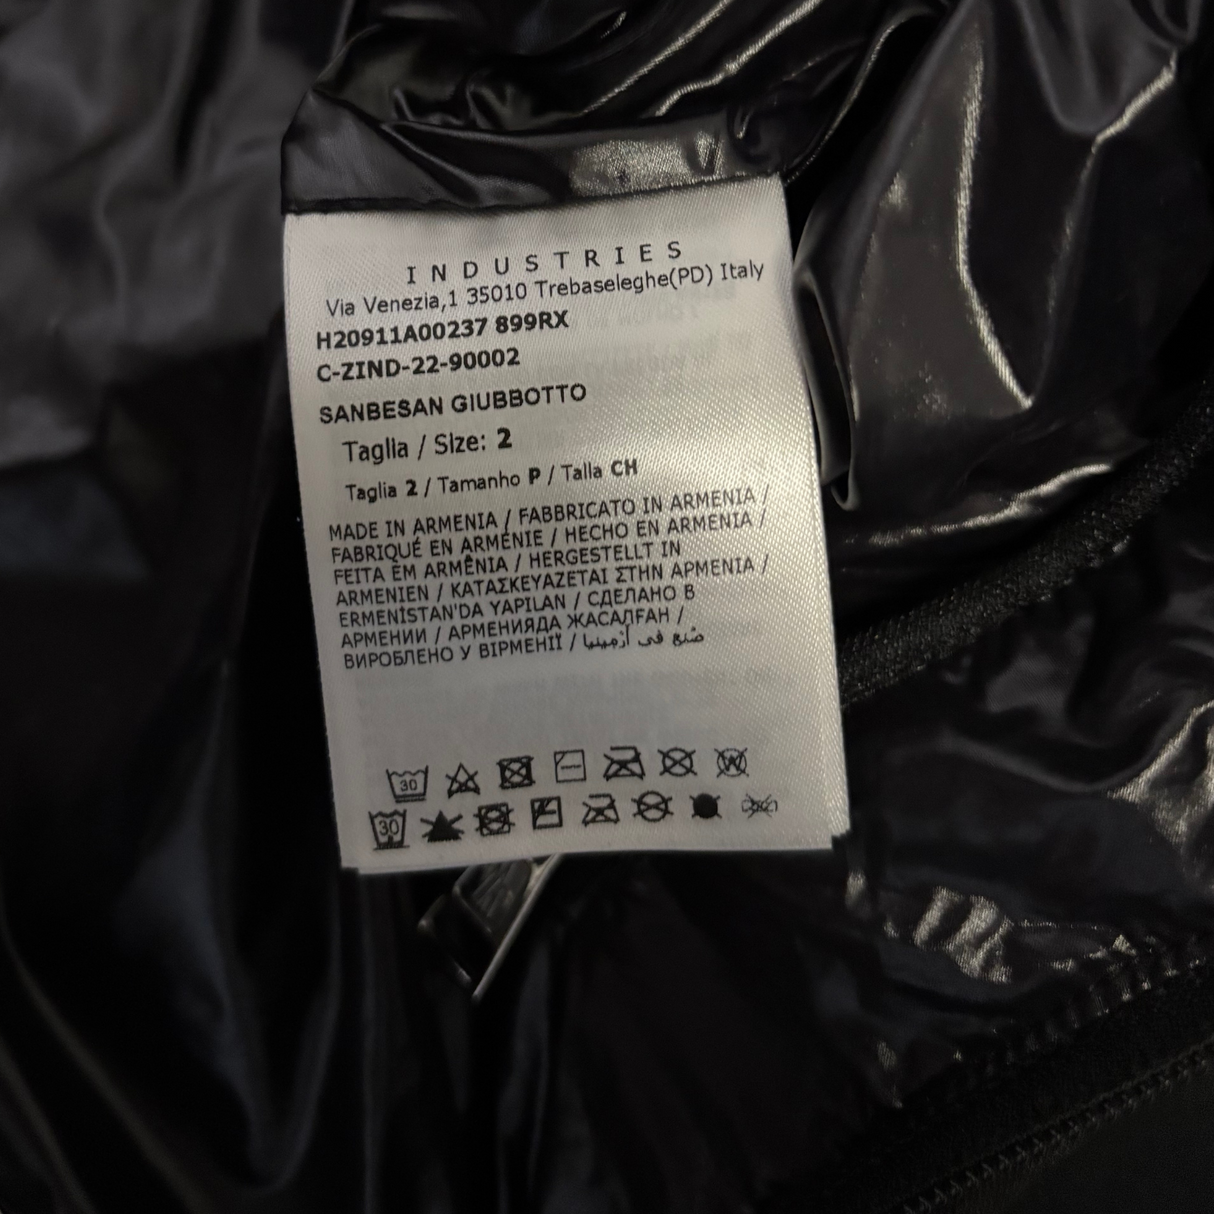 INDUSTRIES
Via Venezia,1 35010 Trebaseleghe(PD) Italy
H20911A00237 899RX
C-ZIND-22-90002
SANBESAN GIUBBOTTO
Taglia / Size: 2
Taglia 2 / Tamanho P / Talla CH
MADE IN ARMENIA / FABBRICATO IN ARMENIA /
FABRIQUÉ EN ARMÉNIE / HECHO EN ARMENIA /
FEITA EM ARMÊNIA / HERGESTELLT IN
ARMENIEN / ΚΑΤΑΣΚΕΥΑΖΕΤΑΙ ΣΤΗΝ ΑΡΜΕΝΙΑ /
ERMENİSTAN'DA YAPILAN / СДЕЛАНО В
АРМЕНИИ / АРМЕНИЯДА ЖАСАЛҒАН /
ВИРОБЛЕНО У ВІРМЕНІЇ / صنع في أرمينيا
30 W
30